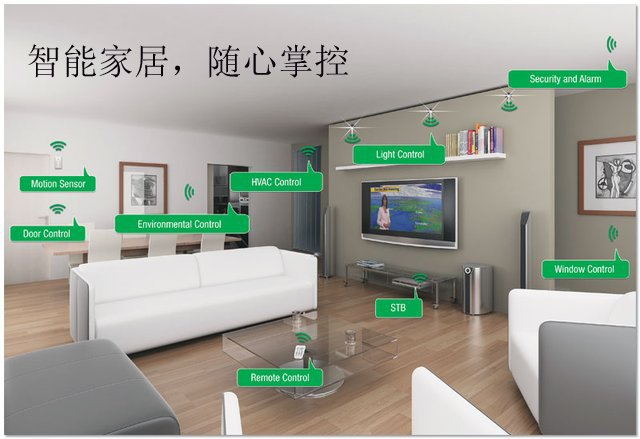 智能家居，随心掌控
Security and Alarm
Light Control
Motion Sensor
HVAC Control
Environmental Control
Door Control
Window Control
STB
Remote Control